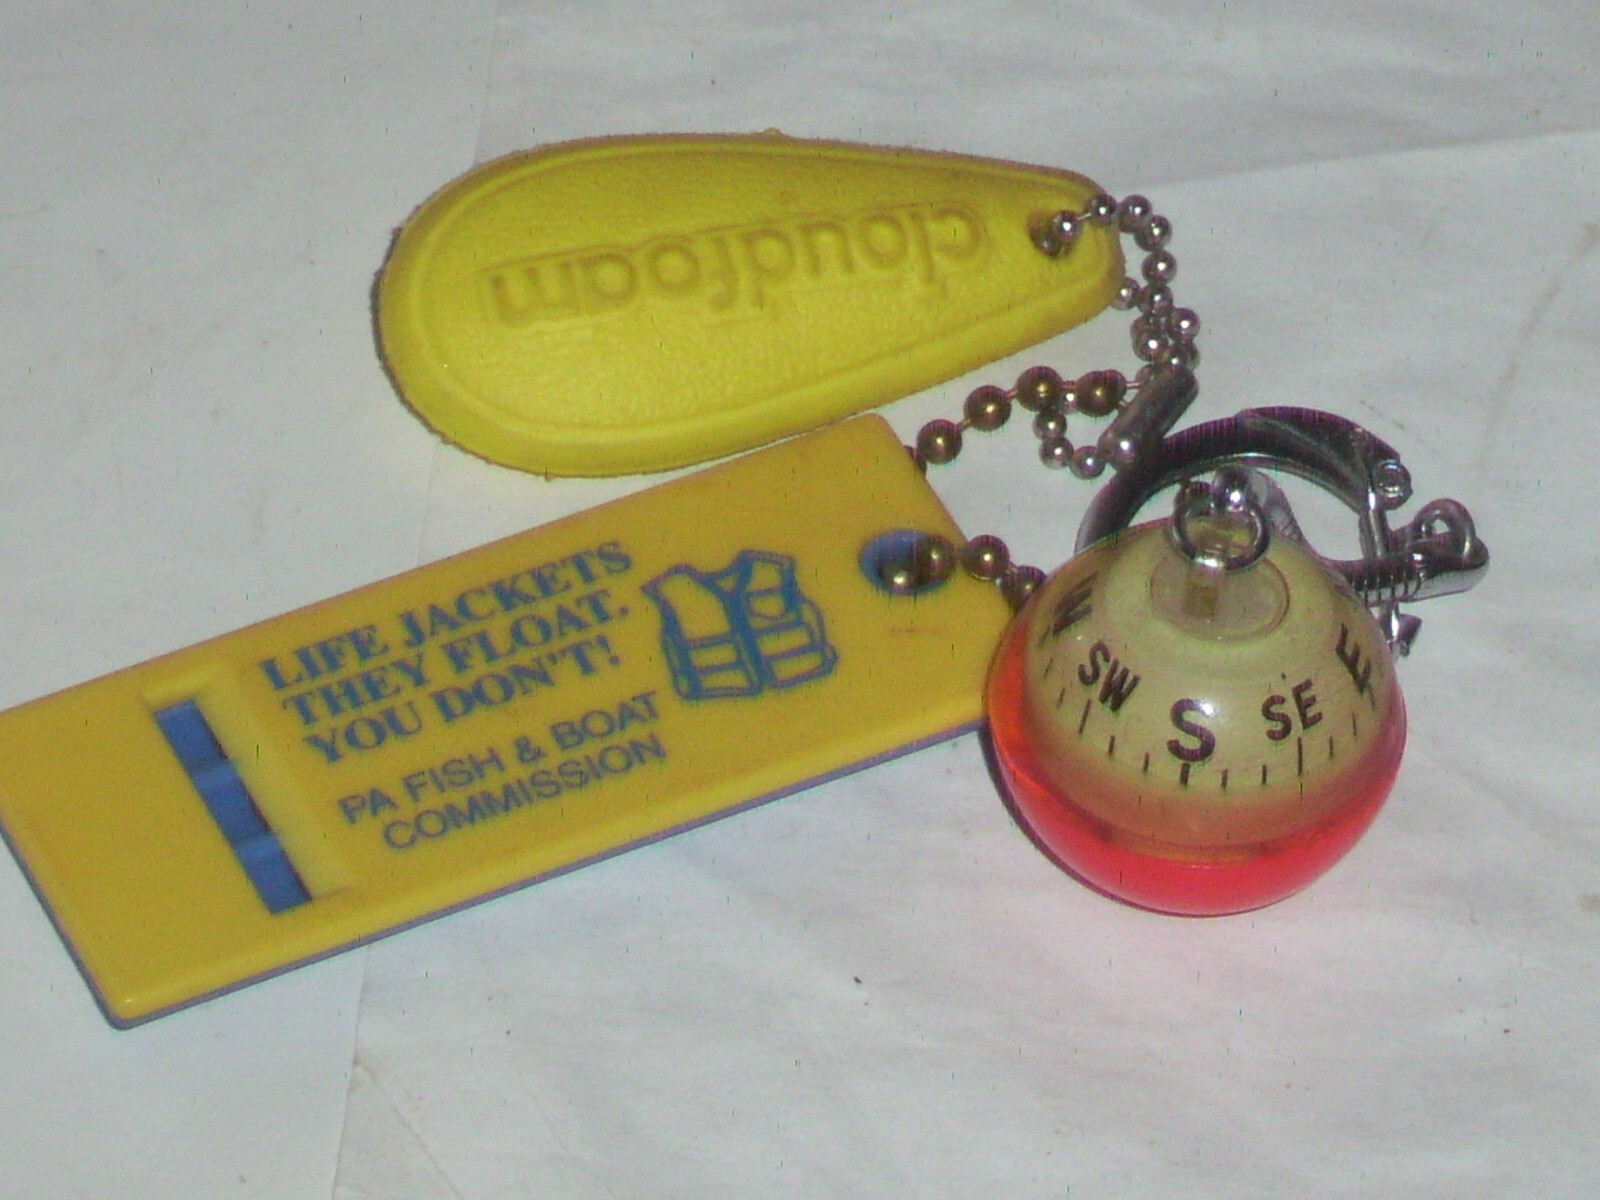 cloudfoam
LIFE JACKETS
THEY FLOAT.
YOU DON'T!
PA FISH & BOAT
COMMISSION
W
SW
S
SE
E